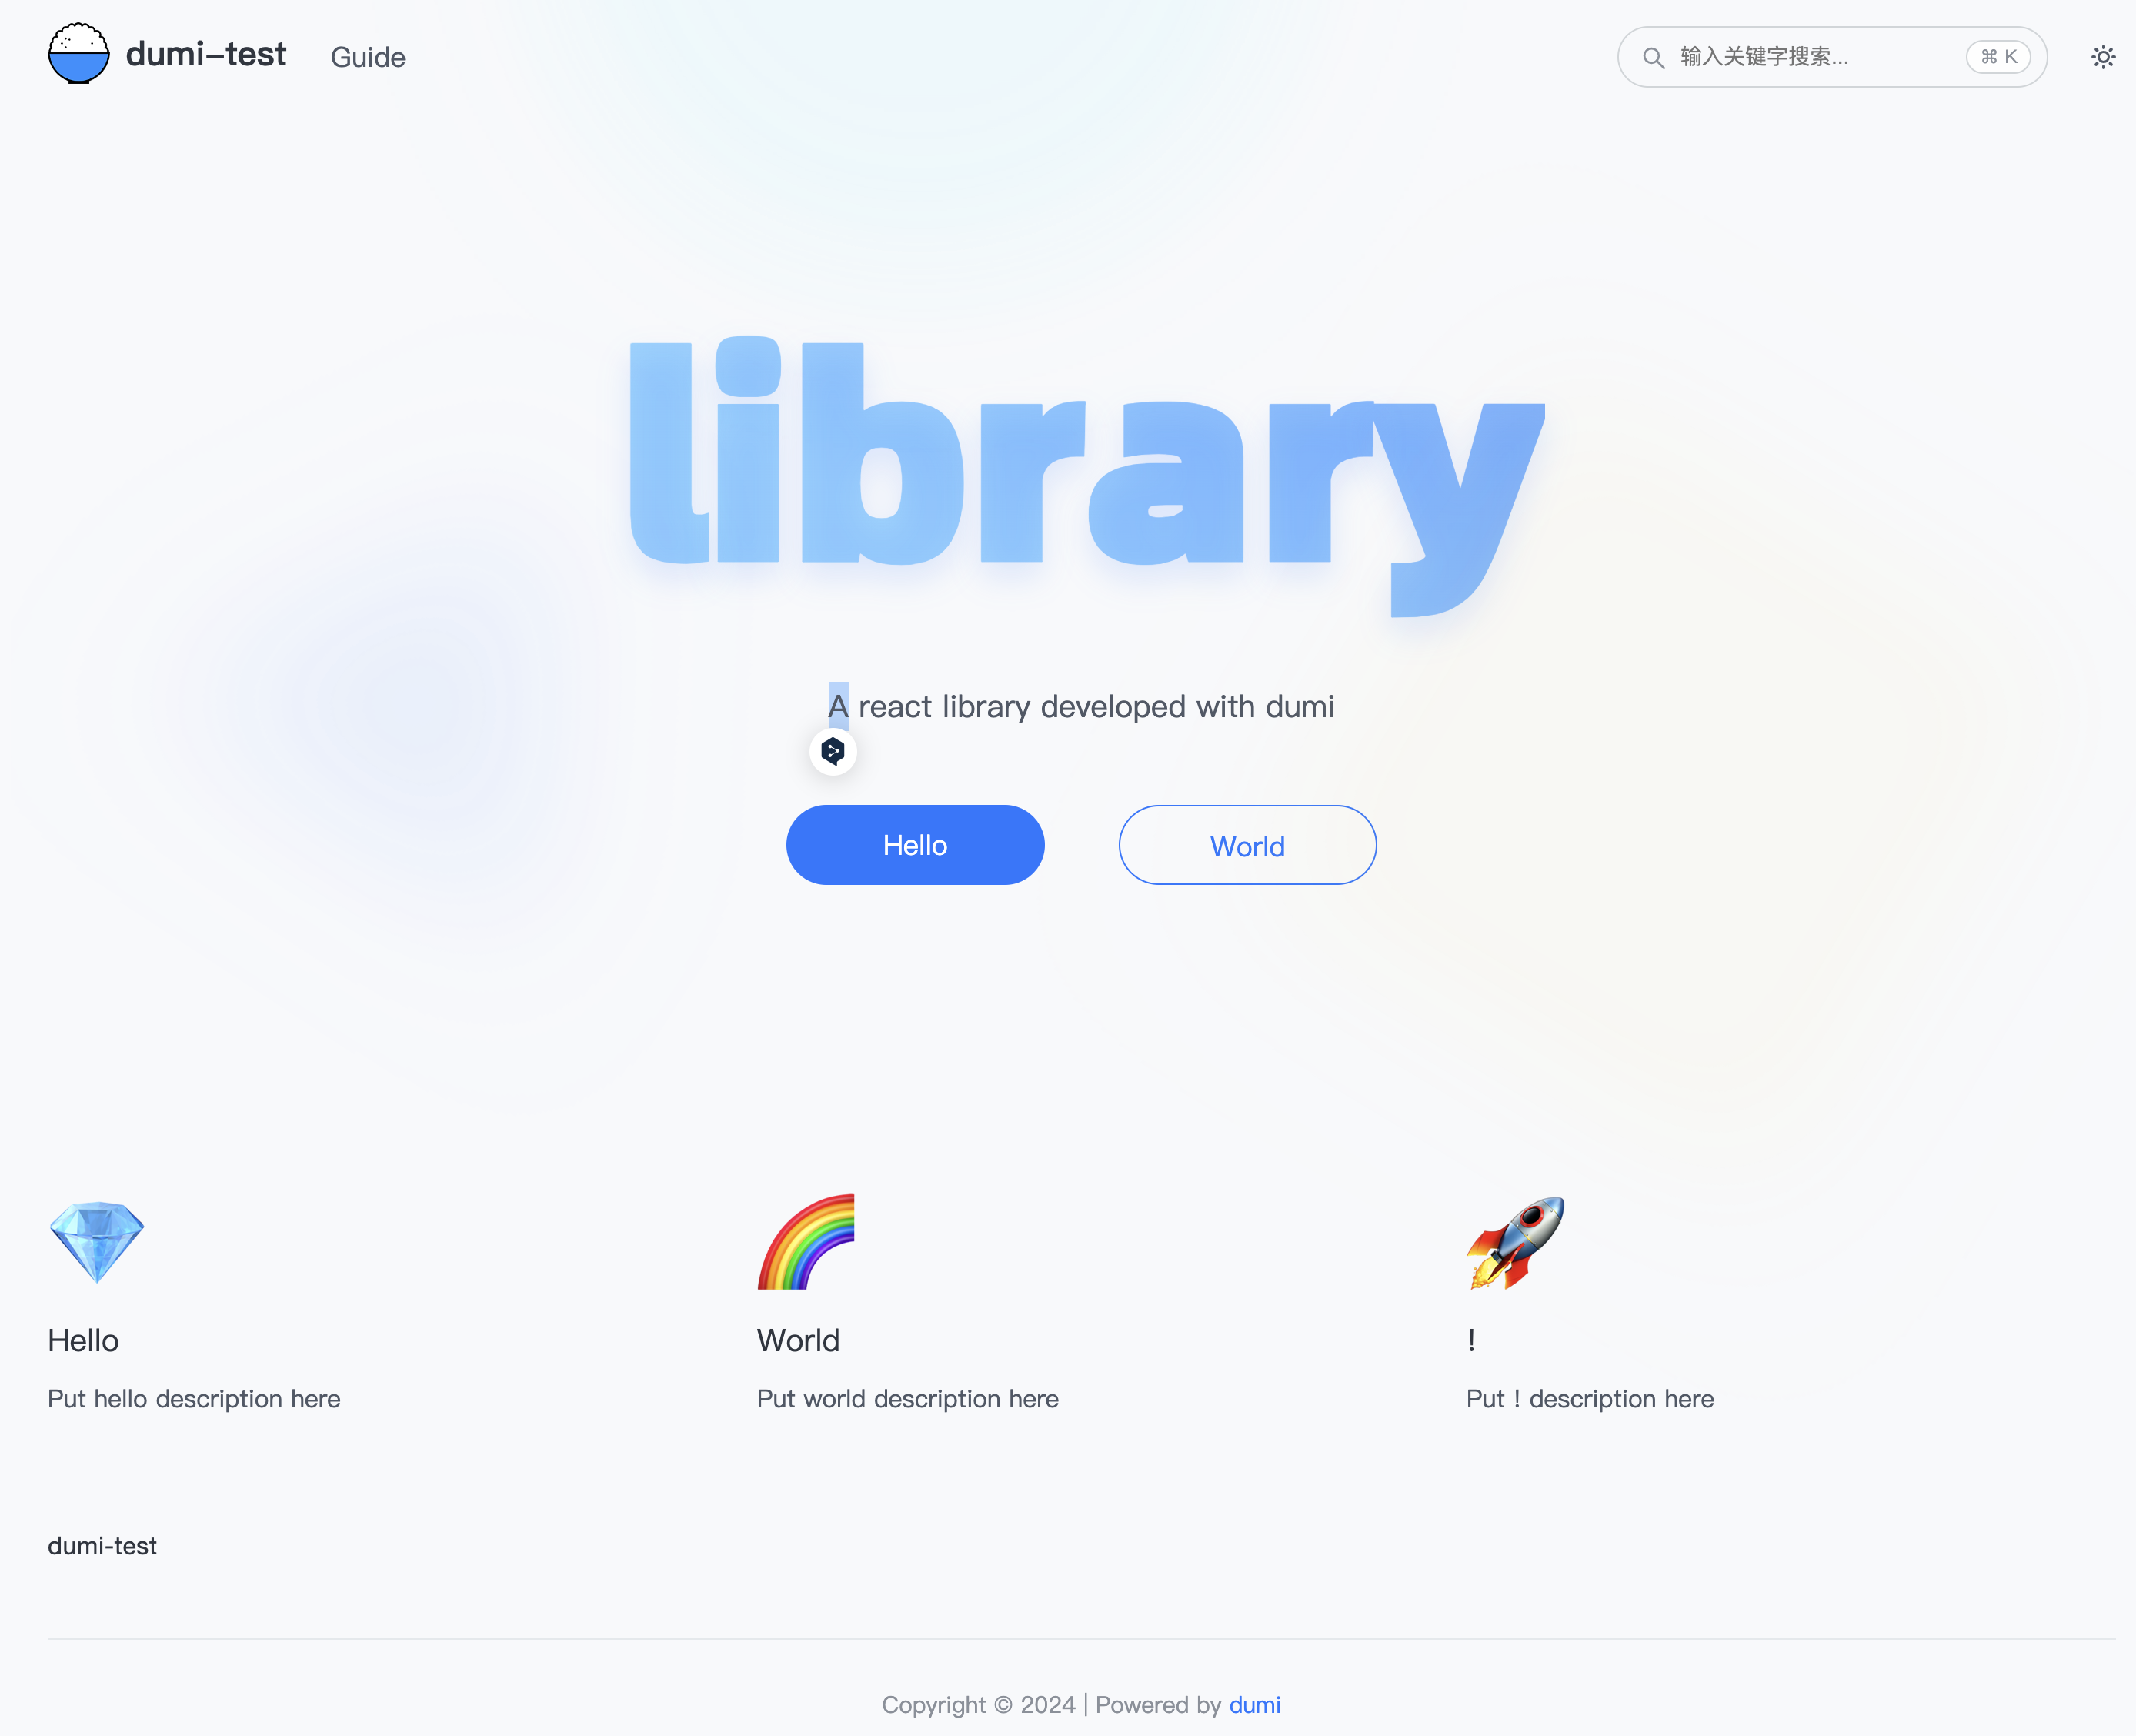 dumi-test Guide 输入关键字搜索... ⌘ K
library
A react library developed with dumi
Hello World
Hello World !
Put hello description here Put world description here Put ! description here
dumi-test
Copyright © 2024 | Powered by dumi